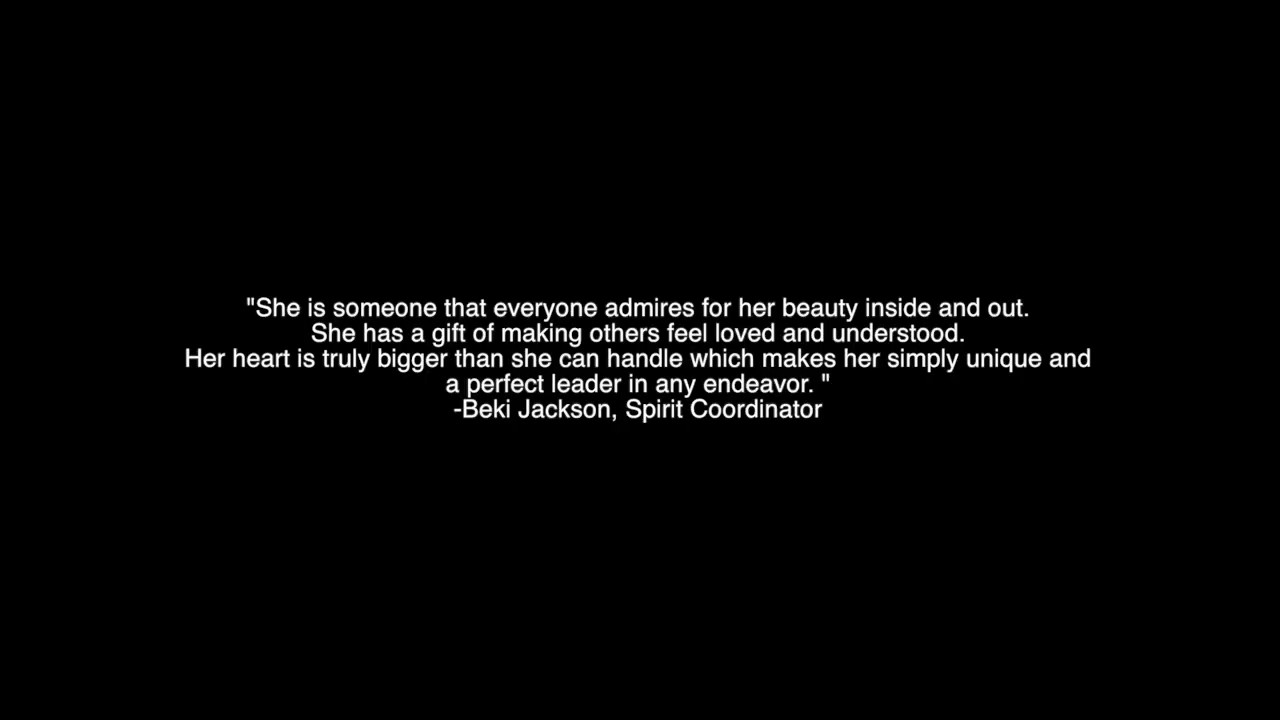 "She is someone that everyone admires for her beauty inside and out.
She has a gift of making others feel loved and understood.
Her heart is truly bigger than she can handle which makes her simply unique and
a perfect leader in any endeavor. "
-Beki Jackson, Spirit Coordinator